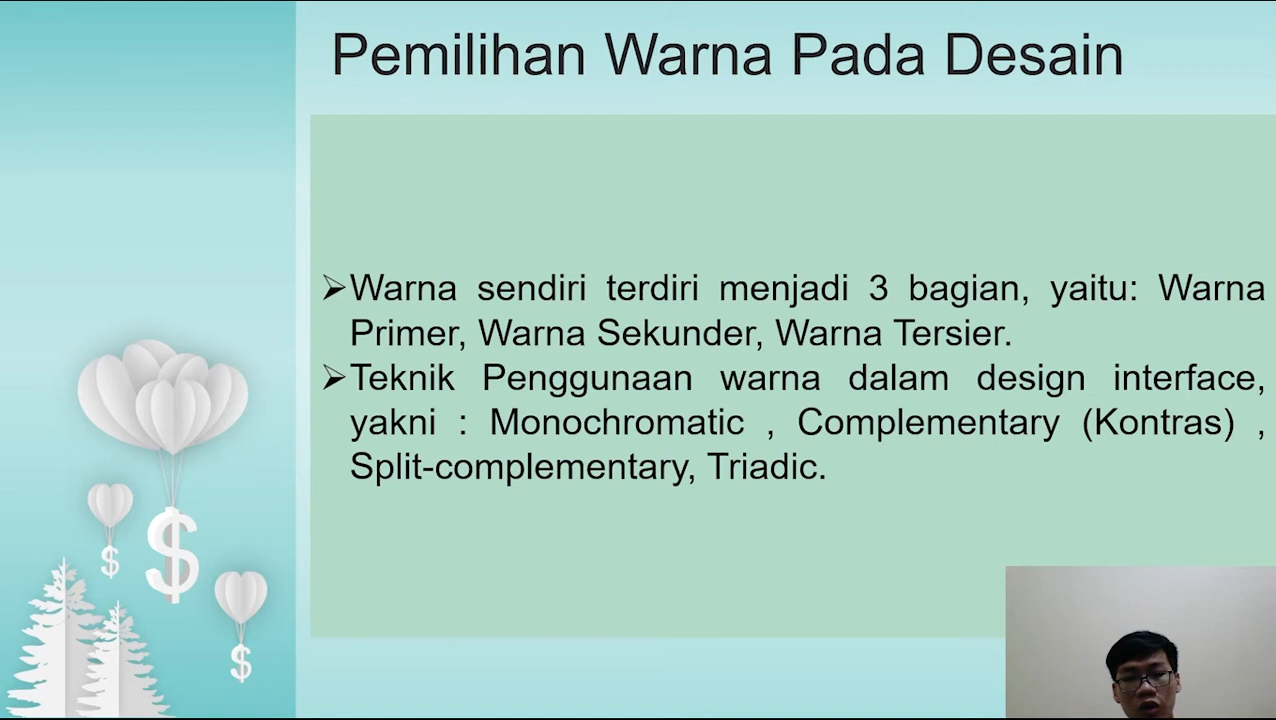 Pemilihan Warna Pada Desain
➢Warna sendiri terdiri menjadi 3 bagian, yaitu: Warna
Primer, Warna Sekunder, Warna Tersier.
➢Teknik Penggunaan warna dalam design interface,
yakni : Monochromatic , Complementary (Kontras) ,
Split-complementary, Triadic.
$
$
$